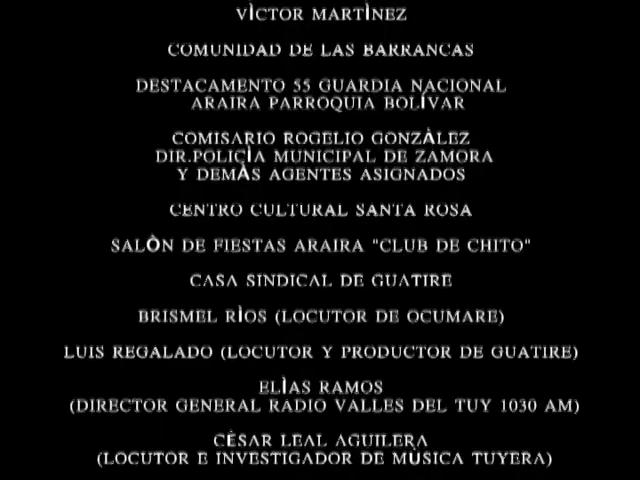 VÌCTOR MARTÌNEZ
COMUNIDAD DE LAS BARRANCAS
DESTACAMENTO 55 GUARDIA NACIONAL
ARAIRA PARROQUIA BOLÍVAR
COMISARIO ROGELIO GONZÀLEZ
DIR.POLICÌA MUNICIPAL DE ZAMORA
Y DEMÀS AGENTES ASIGNADOS
CENTRO CULTURAL SANTA ROSA
SALÒN DE FIESTAS ARAIRA "CLUB DE CHITO"
CASA SINDICAL DE GUATIRE
BRISMEL RÌOS (LOCUTOR DE OCUMARE)
LUIS REGALADO (LOCUTOR Y PRODUCTOR DE GUATIRE)
ELÌAS RAMOS
(DIRECTOR GENERAL RADIO VALLES DEL TUY 1030 AM)
CÈSAR LEAL AGUILERA
(LOCUTOR E INVESTIGADOR DE MÙSICA TUYERA)